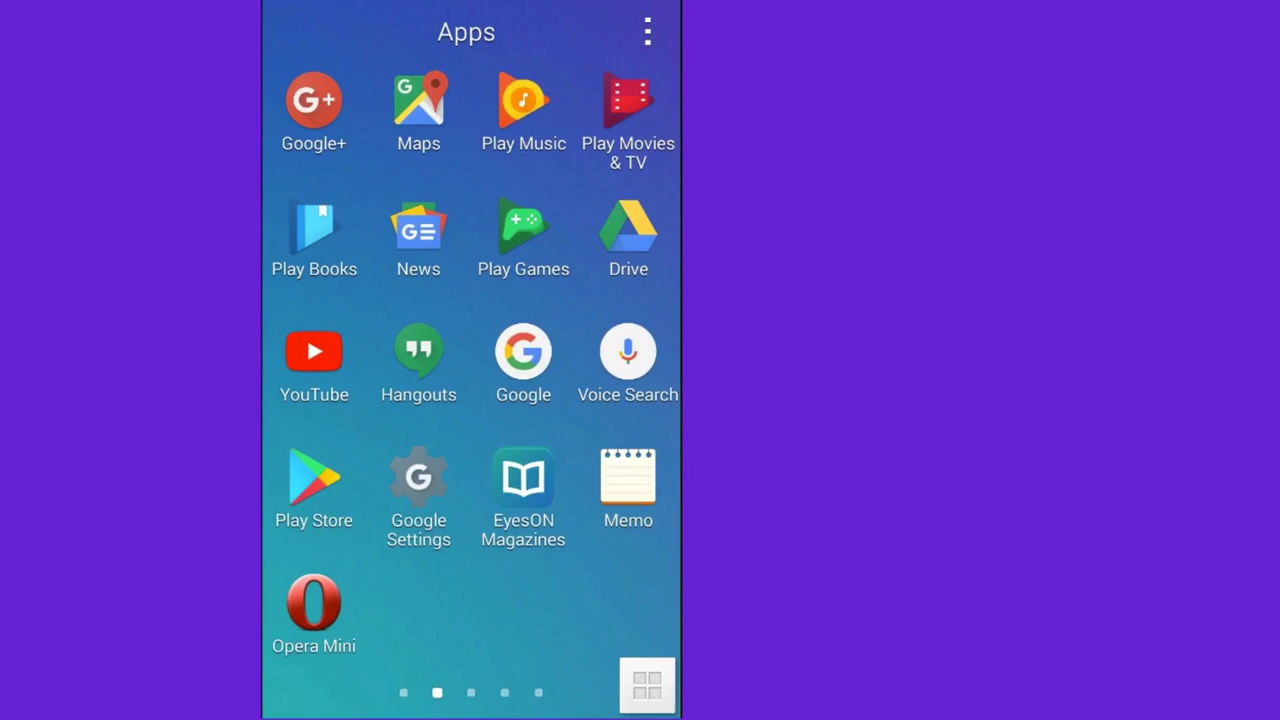 Apps
Google+ Maps Play Music Play Movies
& TV
Play Books News Play Games Drive
YouTube Hangouts Google Voice Search
Play Store Google EyesON Memo
Settings Magazines
Opera Mini